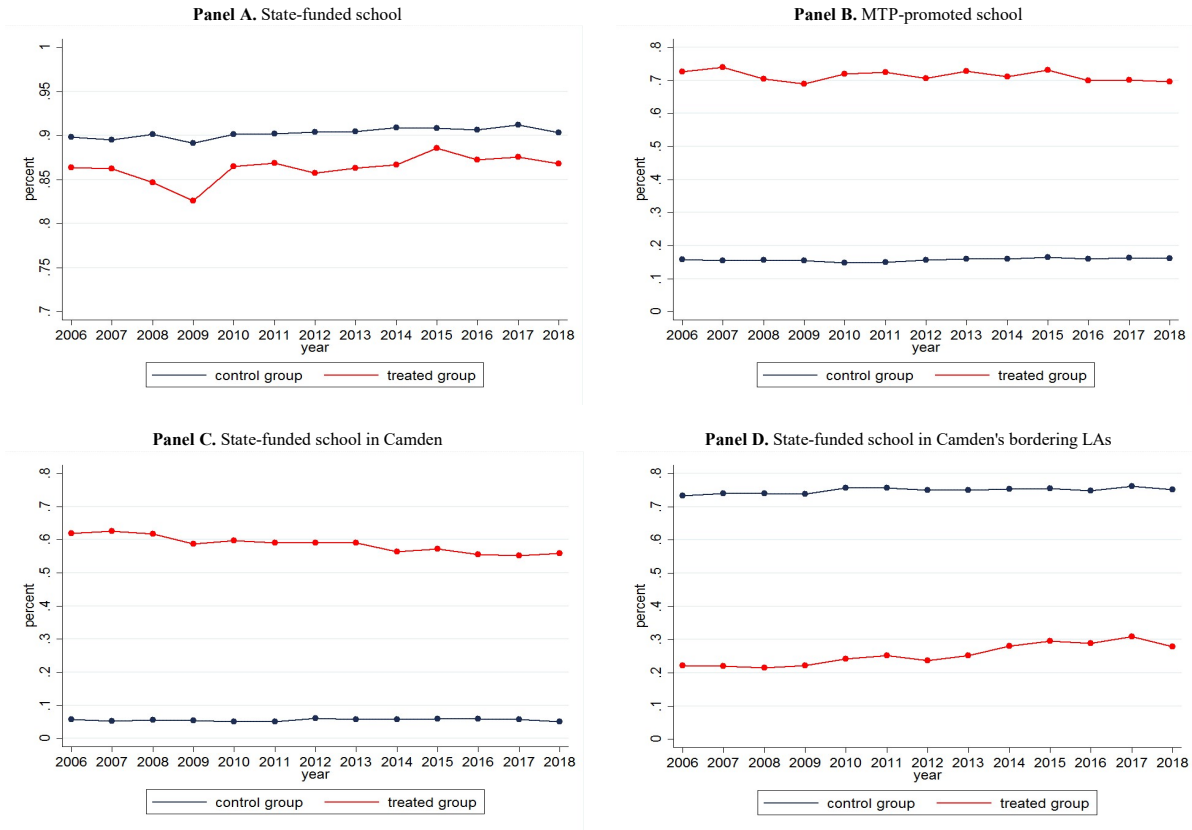 Panel A. State-funded school
1
.95
.9
.85
.8
.75
.7
percent
2006 2007 2008 2009 2010 2011 2012 2013 2014 2015 2016 2017 2018
year
control group treated group
Panel B. MTP-promoted school
.8
.7
.6
.5
.4
.3
.2
.1
0
percent
2006 2007 2008 2009 2010 2011 2012 2013 2014 2015 2016 2017 2018
year
control group treated group
Panel C. State-funded school in Camden
.8
.7
.6
.5
.4
.3
.2
.1
0
percent
2006 2007 2008 2009 2010 2011 2012 2013 2014 2015 2016 2017 2018
year
control group treated group
Panel D. State-funded school in Camden's bordering LAs
.8
.7
.6
.5
.4
.3
.2
.1
0
percent
2006 2007 2008 2009 2010 2011 2012 2013 2014 2015 2016 2017 2018
year
control group treated group